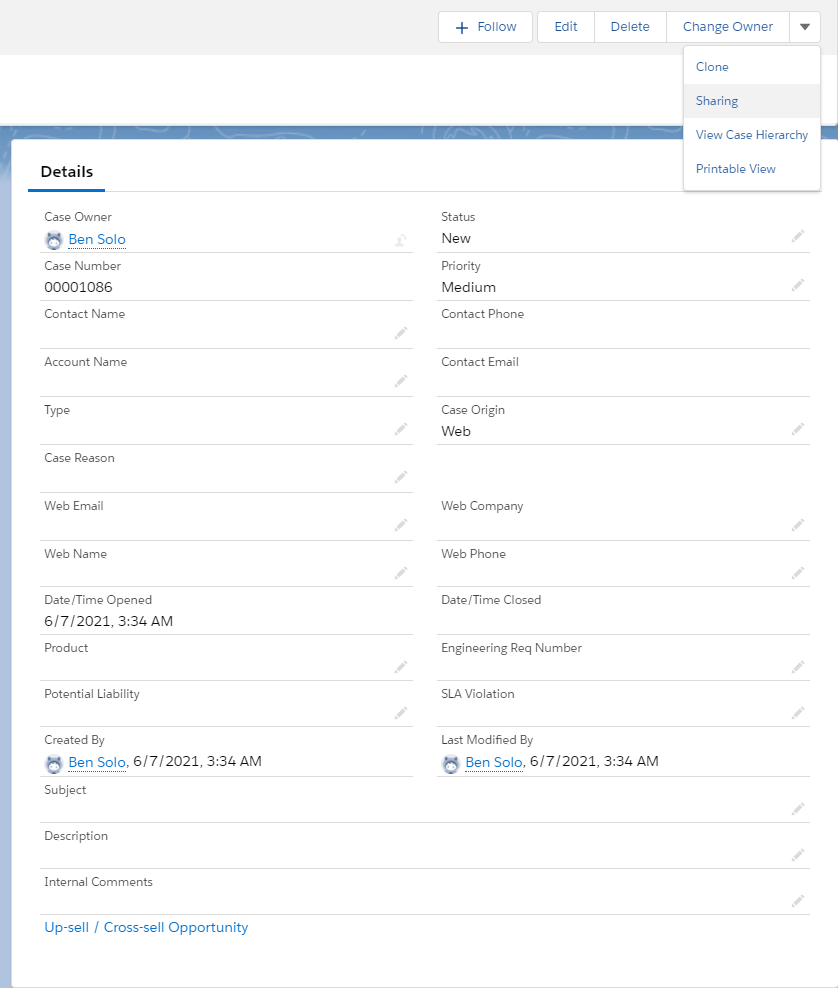 Follow
Edit
Delete
Change Owner
Clone
Sharing
View Case Hierarchy
Printable View
Details
Case Owner
Ben Solo
Status
New
Case Number
00001086
Priority
Medium
Contact Name
Contact Phone
Account Name
Contact Email
Type
Case Origin
Web
Case Reason
Web Email
Web Company
Web Name
Web Phone
Date/Time Opened
6/7/2021, 3:34 AM
Date/Time Closed
Product
Engineering Req Number
Potential Liability
SLA Violation
Created By
Ben Solo, 6/7/2021, 3:34 AM
Last Modified By
Ben Solo, 6/7/2021, 3:34 AM
Subject
Description
Internal Comments
Up-sell / Cross-sell Opportunity